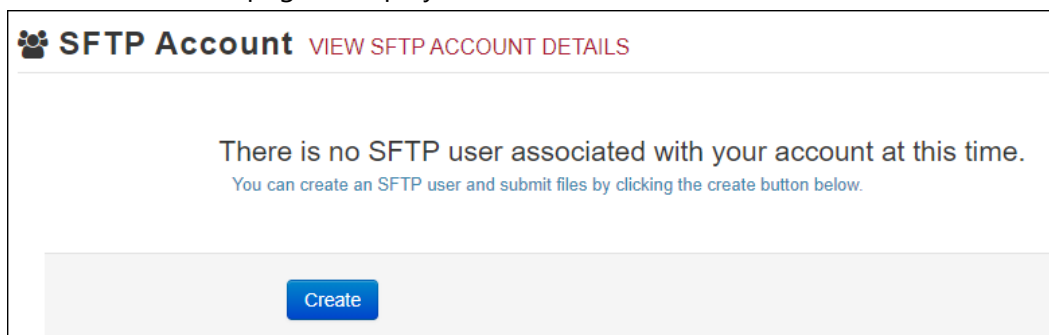 SFTP Account VIEW SFTP ACCOUNT DETAILS
There is no SFTP user associated with your account at this time.
You can create an SFTP user and submit files by clicking the create button below.
Create